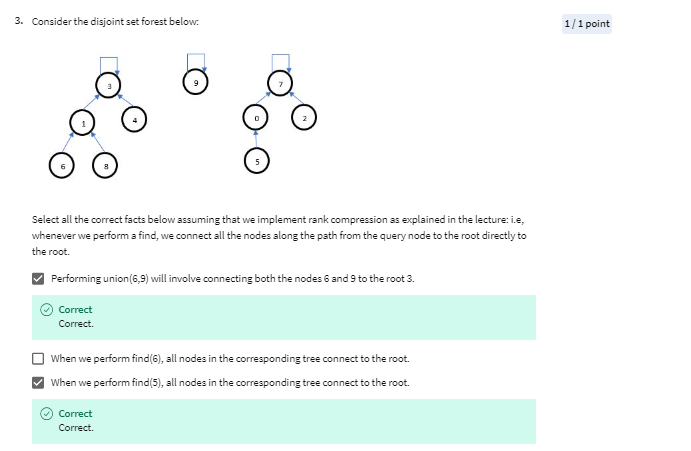 3. Consider the disjoint set forest below:
1 / 1 point
3
9
7
1
4
0
2
6
8
5
Select all the correct facts below assuming that we implement rank compression as explained in the lecture: i.e,
whenever we perform a find, we connect all the nodes along the path from the query node to the root directly to
the root.
Performing union(6,9) will involve connecting both the nodes 6 and 9 to the root 3.
Correct
Correct.
When we perform find(6), all nodes in the corresponding tree connect to the root.
When we perform find(5), all nodes in the corresponding tree connect to the root.
Correct
Correct.